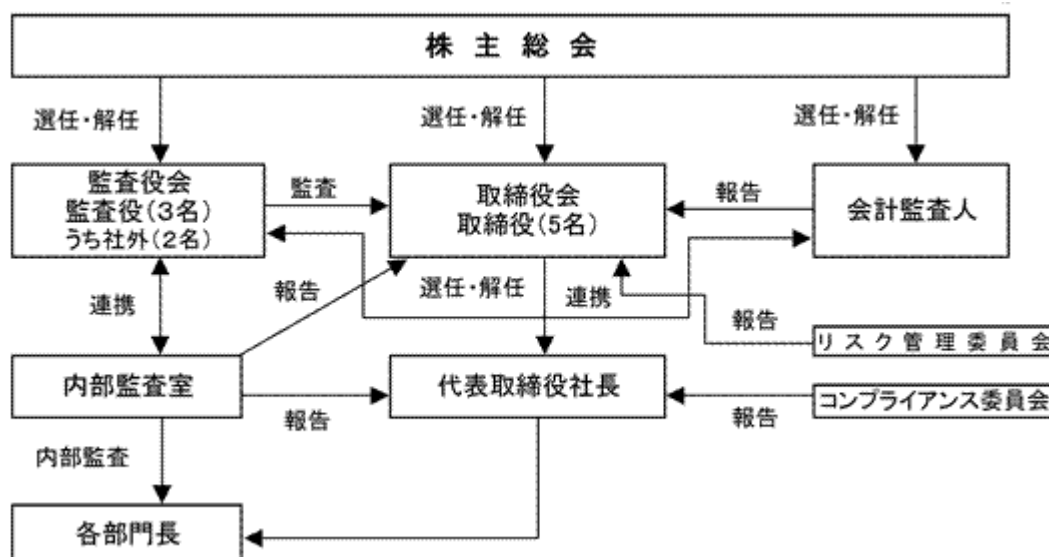 株主総会
選任・解任
選任・解任
選任・解任
監査役会
監査役(3名)
うち社外(2名)
監査
取締役会
取締役(5名)
報告
会計監査人
連携
報告
選任・解任
連携
報告
リスク管理委員会
内部監査室
報告
代表取締役社長
報告
コンプライアンス委員会
内部監査
各部門長